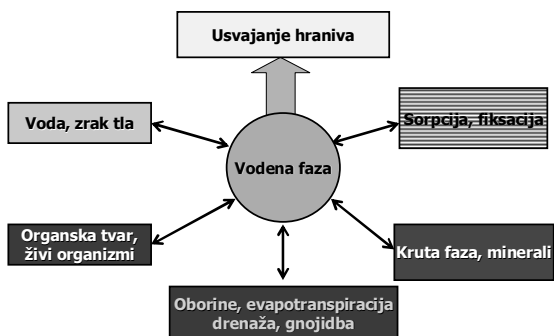 Usvajanje hraniva
Voda, zrak tla
Sorpcija, fiksacija
Vodena faza
Organska tvar,
živi organizmi
Kruta faza, minerali
Oborine, evapotranspiracija
drenaža, gnojidba